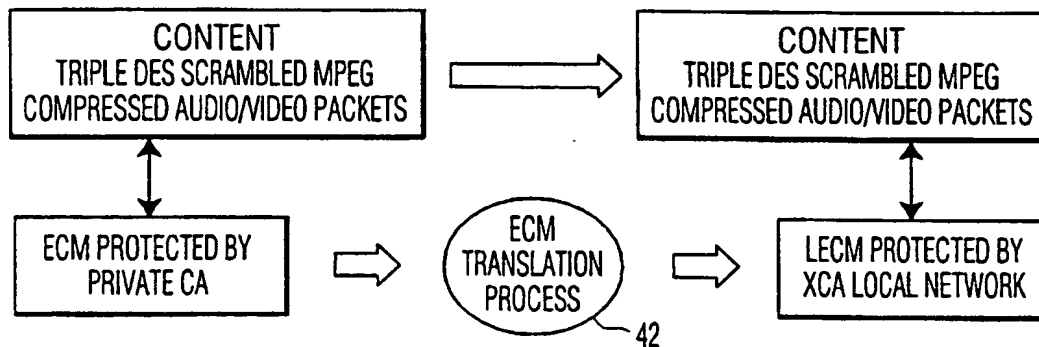 CONTENT
TRIPLE DES SCRAMBLED MPEG
COMPRESSED AUDIO/VIDEO PACKETS
CONTENT
TRIPLE DES SCRAMBLED MPEG
COMPRESSED AUDIO/VIDEO PACKETS
ECM PROTECTED BY
PRIVATE CA
ECM
TRANSLATION
PROCESS
42
LECM PROTECTED BY
XCA LOCAL NETWORK